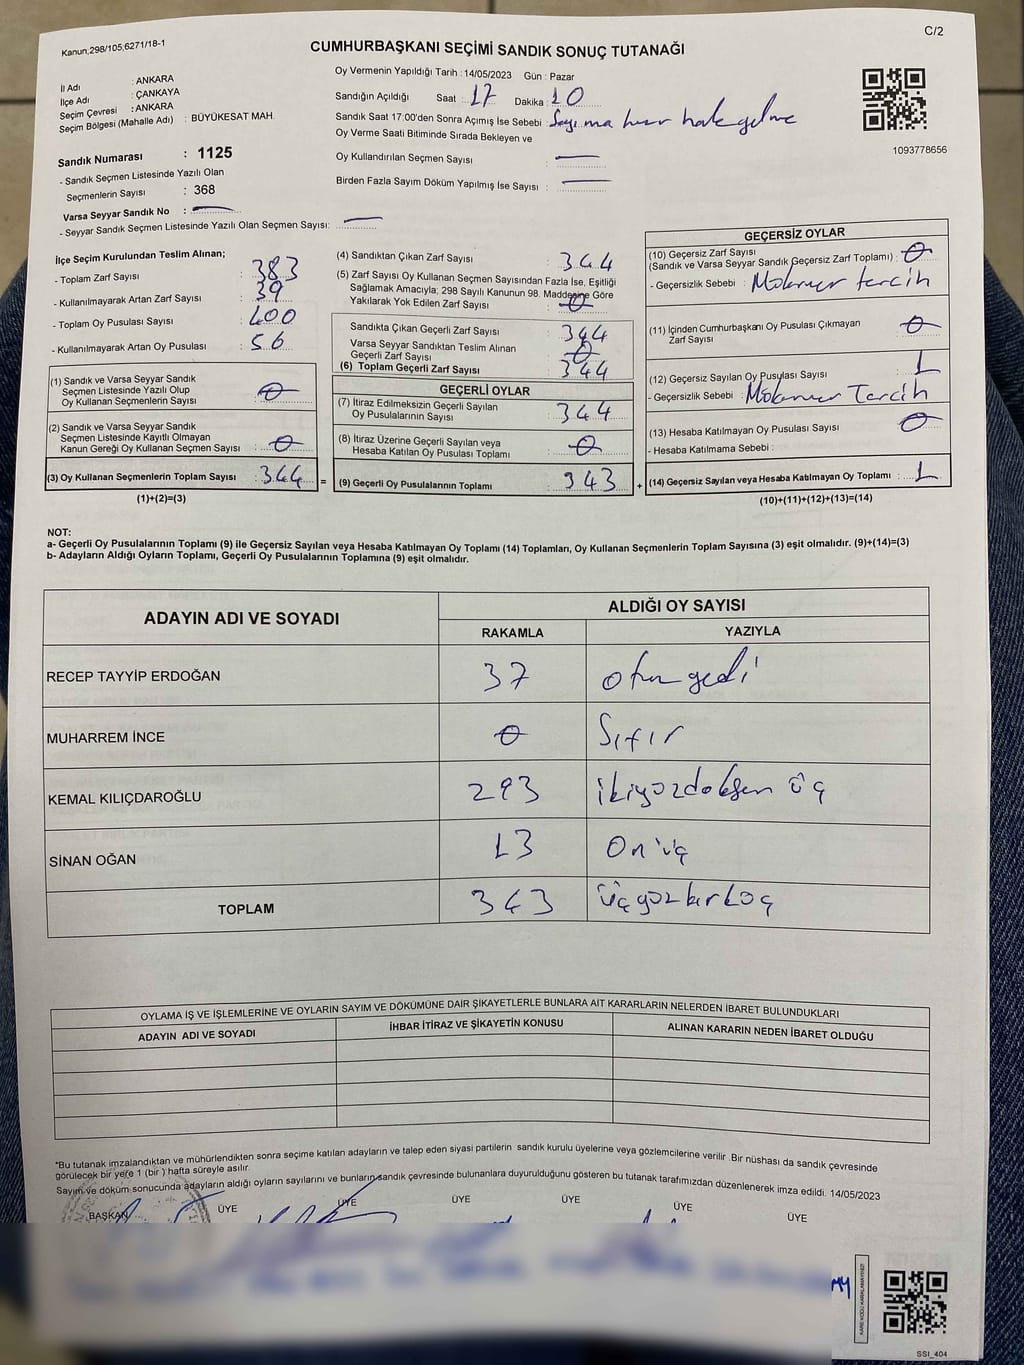 Kanun;298/105;6271/18-1
C/2
CUMHURBAŞKANI SEÇİMİ SANDIK SONUÇ TUTANAĞI
İl Adı : ANKARA
İlçe Adı : ÇANKAYA
Seçim Çevresi : ANKARA
Seçim Bölgesi (Mahalle Adı) : BÜYÜKESAT MAH.
Sandık Numarası : 1125
- Sandık Seçmen Listesinde Yazılı Olan
Seçmenlerin Sayısı : 368
Varsa Seyyar Sandık No : —
- Seyyar Sandık Seçmen Listesinde Yazılı Olan Seçmen Sayısı: —
Oy Vermenin Yapıldığı Tarih : 14/05/2023 Gün : Pazar
Sandığın Açıldığı Saat : 17 Dakika : 10
Sandık Saat 17:00'den Sonra Açımış İse Sebebi : Sayıma hazır hale gelme
Oy Verme Saati Bitiminde Sırada Bekleyen ve
Oy Kullandırılan Seçmen Sayısı : —
Birden Fazla Sayım Döküm Yapılmış İse Sayısı : —
1093778656
İlçe Seçim Kurulundan Teslim Alınan;
- Toplam Zarf Sayısı : 383
- Kullanılmayarak Artan Zarf Sayısı : 39
- Toplam Oy Pusulası Sayısı : 400
- Kullanılmayarak Artan Oy Pusulası : 56
(1) Sandık ve Varsa Seyyar Sandık
Seçmen Listesinde Yazılı Olup
Oy Kullanan Seçmenlerin Sayısı : 0
(2) Sandık ve Varsa Seyyar Sandık
Seçmen Listesinde Kayıtlı Olmayan
Kanun Gereği Oy Kullanan Seçmen Sayısı : 0
(3) Oy Kullanan Seçmenlerin Toplam Sayısı : 344
(1)+(2)=(3)
=
(4) Sandıktan Çıkan Zarf Sayısı : 344
(5) Zarf Sayısı Oy Kullanan Seçmen Sayısından Fazla İse, Eşitliği
Sağlamak Amacıyla; 298 Sayılı Kanunun 98. Maddesine Göre
Yakılarak Yok Edilen Zarf Sayısı : 0
Sandıkta Çıkan Geçerli Zarf Sayısı : 344
Varsa Seyyar Sandıktan Teslim Alınan
Geçerli Zarf Sayısı : 0
(6) Toplam Geçerli Zarf Sayısı : 344
GEÇERLİ OYLAR
(7) İtiraz Edilmeksizin Geçerli Sayılan
Oy Pusulalarının Sayısı : 344
(8) İtiraz Üzerine Geçerli Sayılan veya
Hesaba Katılan Oy Pusulası Toplamı : 0
(9) Geçerli Oy Pusulalarının Toplamı : 343
+
GEÇERSİZ OYLAR
(10) Geçersiz Zarf Sayısı
(Sandık ve Varsa Seyyar Sandık Geçersiz Zarf Toplamı) : 0
- Geçersizlik Sebebi : Mükerrer tercih
(11) İçinden Cumhurbaşkanı Oy Pusulası Çıkmayan
Zarf Sayısı : 0
(12) Geçersiz Sayılan Oy Pusulası Sayısı : 1
- Geçersizlik Sebebi : Mükerrer Tercih
(13) Hesaba Katılmayan Oy Pusulası Sayısı : 0
- Hesaba Katılmama Sebebi :
(14) Geçersiz Sayılan veya Hesaba Katılmayan Oy Toplamı : 1
(10)+(11)+(12)+(13)=(14)
NOT:
a- Geçerli Oy Pusulalarının Toplamı (9) ile Geçersiz Sayılan veya Hesaba Katılmayan Oy Toplamı (14) Toplamları, Oy Kullanan Seçmenlerin Toplam Sayısına (3) eşit olmalıdır. (9)+(14)=(3)
b- Adayların Aldığı Oyların Toplamı, Geçerli Oy Pusulalarının Toplamına (9) eşit olmalıdır.
ADAYIN ADI VE SOYADI ALDIĞI OY SAYISI
RAKAMLA YAZIYLA
RECEP TAYYİP ERDOĞAN 37 otuzyedi
MUHARREM İNCE 0 Sıfır
KEMAL KILIÇDAROĞLU 293 ikiyüzdoksan üç
SİNAN OĞAN 13 On üç
TOPLAM 343 üçyüzkırküç
OYLAMA İŞ VE İŞLEMLERİNE VE OYLARIN SAYIM VE DÖKÜMÜNE DAİR ŞİKAYETLERLE BUNLARA AİT KARARLARIN NELERDEN İBARET BULUNDUKLARI
ADAYIN ADI VE SOYADI İHBAR İTİRAZ VE ŞİKAYETİN KONUSU ALINAN KARARIN NEDEN İBARET OLDUĞU
*Bu tutanak imzalandıktan ve mühürlendikten sonra seçime katılan adayların ve talep eden siyasi partilerin sandık kurulu üyelerine veya gözlemcilerine verilir .Bir nüshası da sandık çevresinde
görülecek bir yere 1 (bir ) hafta süreyle asılır.
Sayım ve döküm sonucunda adayların aldığı oyların sayılarını ve bunların sandık çevresinde bulunanlara duyurulduğunu gösteren bu tutanak tarafımızdan düzenlenerek imza edildi. 14/05/2023
BAŞKAN ÜYE ÜYE ÜYE ÜYE ÜYE ÜYE
KARE KODU KARALAMAYINIZ!
SSI_404